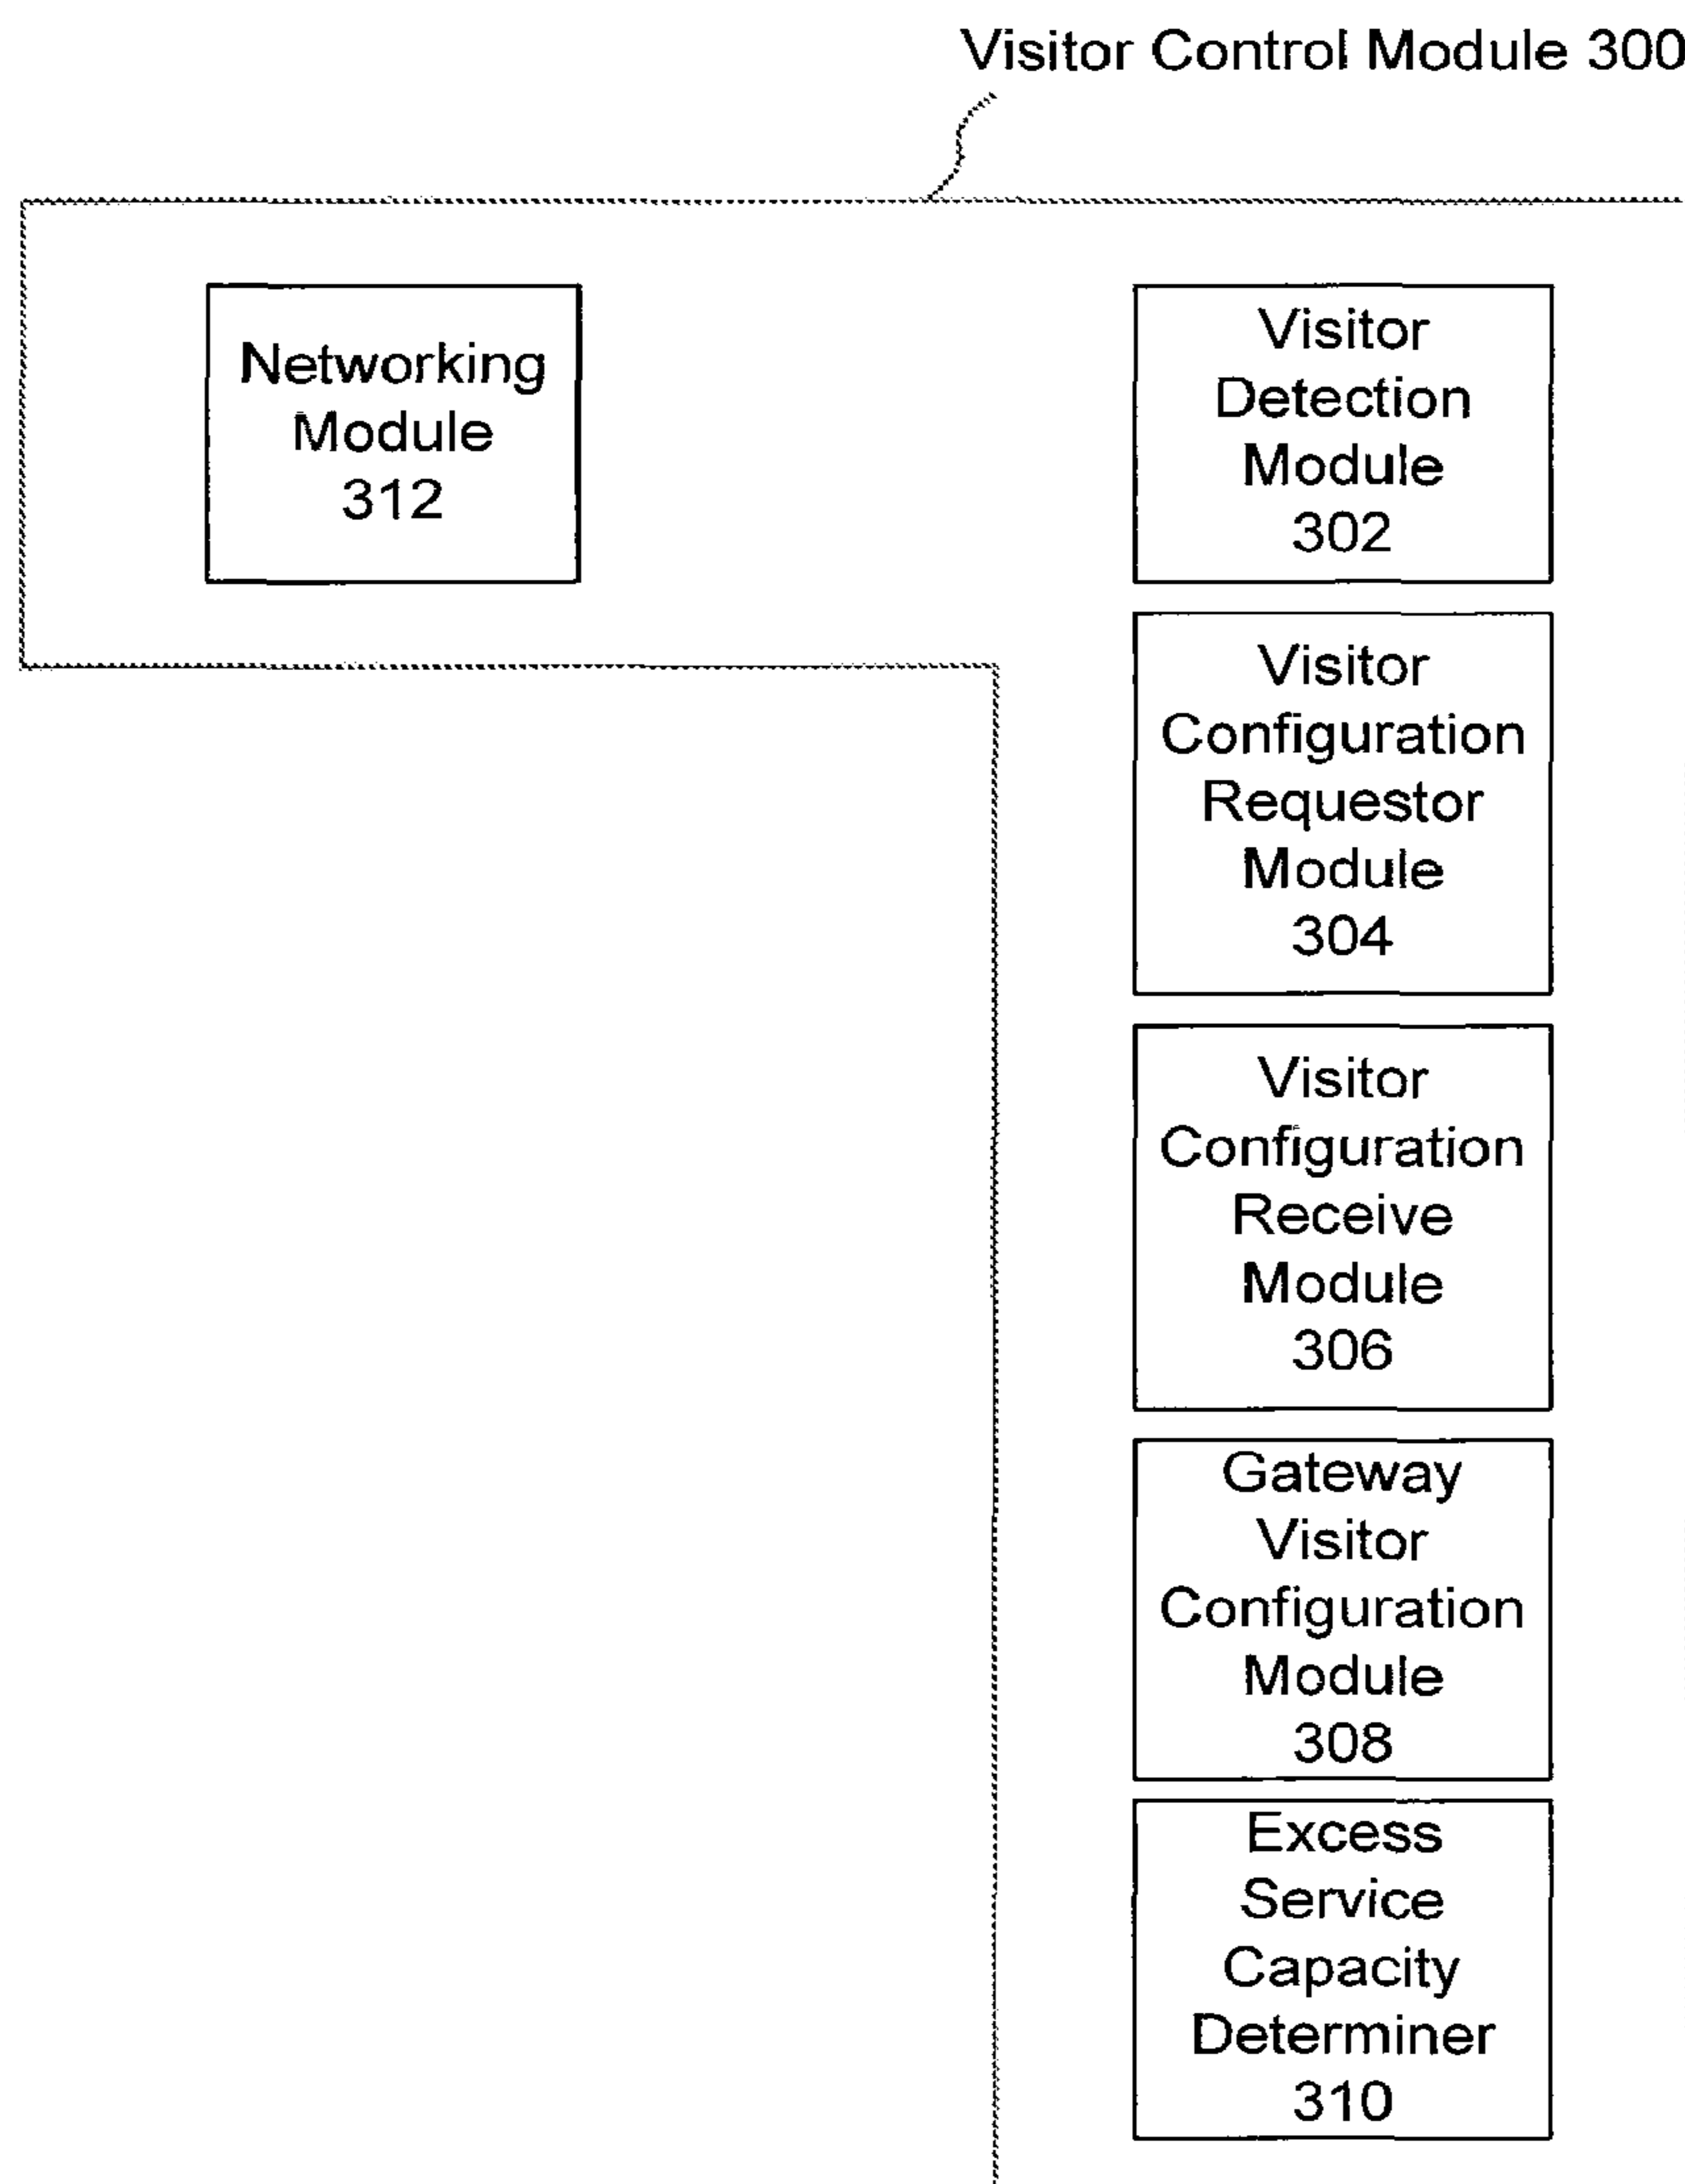 Visitor Control Module 300
Networking
Module
312
Visitor
Detection
Module
302
Visitor
Configuration
Requestor
Module
304
Visitor
Configuration
Receive
Module
306
Gateway
Visitor
Configuration
Module
308
Excess
Service
Capacity
Determiner
310